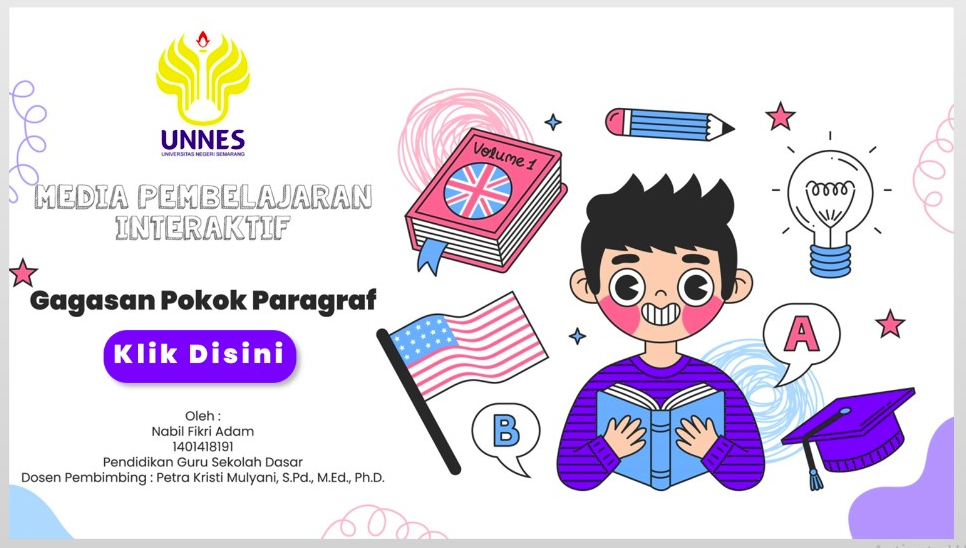 UNNES
UNIVERSITAS NEGERI SEMARANG
MEDIA PEMBELAJARAN
INTERAKTIF
Gagasan Pokok Paragraf
Klik Disini
Oleh :
Nabil Fikri Adam
1401418191
Pendidikan Guru Sekolah Dasar
Dosen Pembimbing : Petra Kristi Mulyani, S.Pd., M.Ed., Ph.D.
Volume 1
A
B